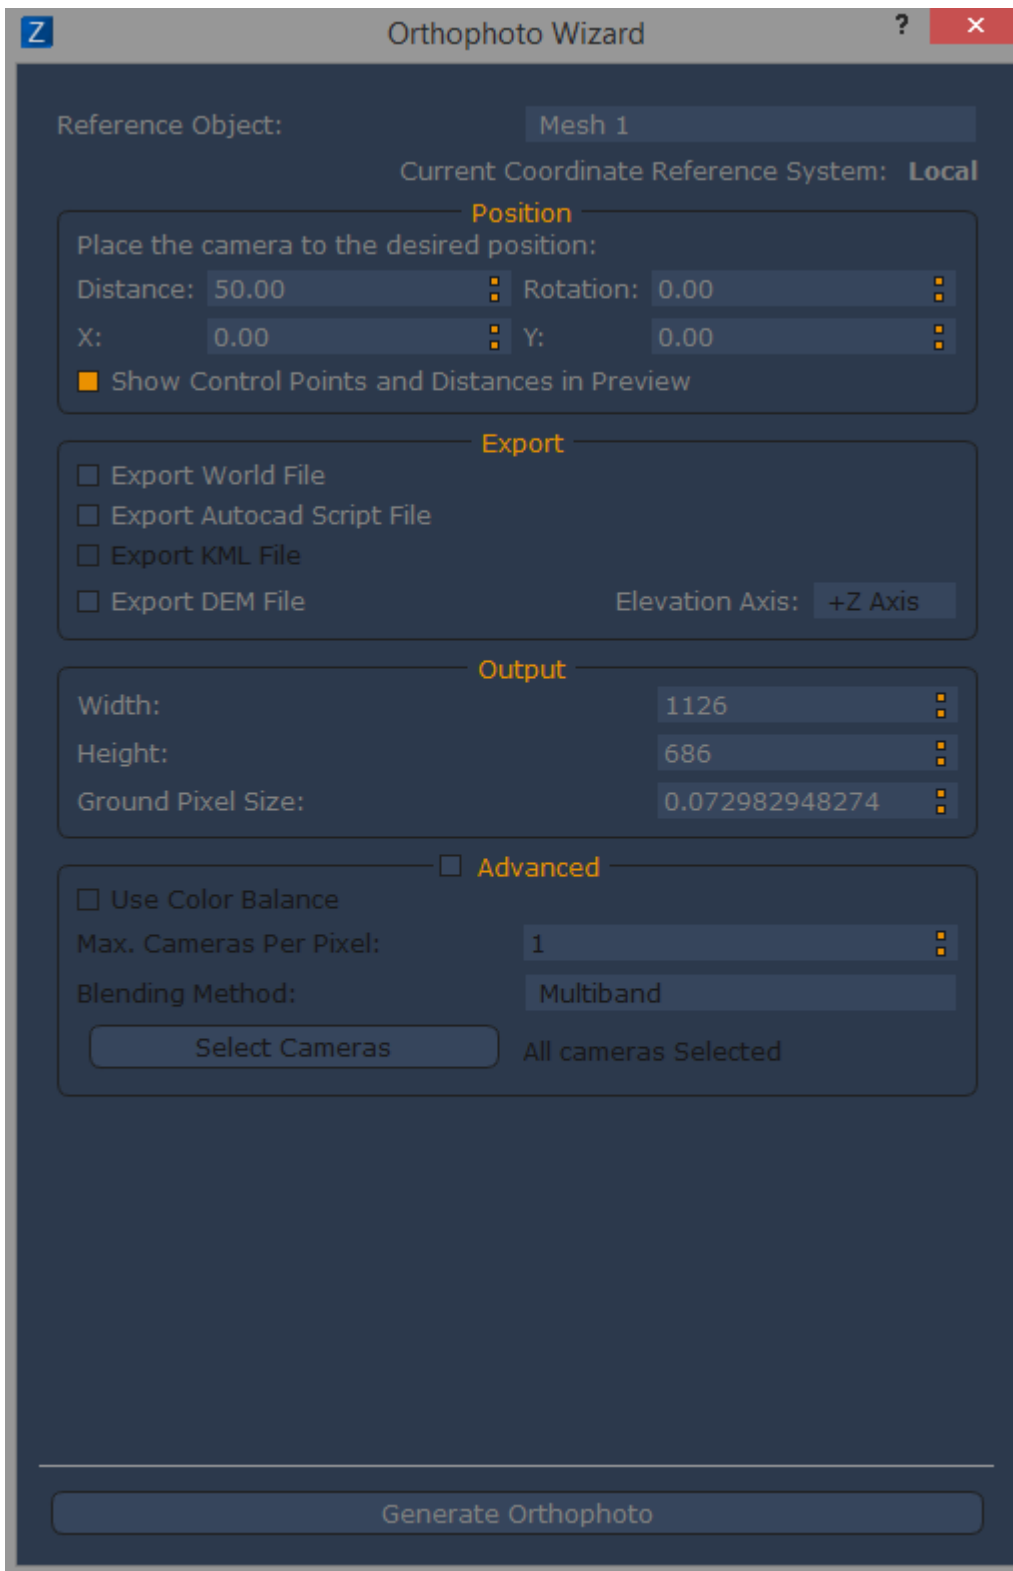 Z Orthophoto Wizard ? ×
Reference Object: Mesh 1
Current Coordinate Reference System: Local
Position
Place the camera to the desired position:
Distance: 50.00 Rotation: 0.00
X: 0.00 Y: 0.00
Show Control Points and Distances in Preview
Export
Export World File
Export Autocad Script File
Export KML File
Export DEM File Elevation Axis: +Z Axis
Output
Width: 1126
Height: 686
Ground Pixel Size: 0.072982948274
Advanced
Use Color Balance
Max. Cameras Per Pixel: 1
Blending Method: Multiband
Select Cameras All cameras Selected
Generate Orthophoto